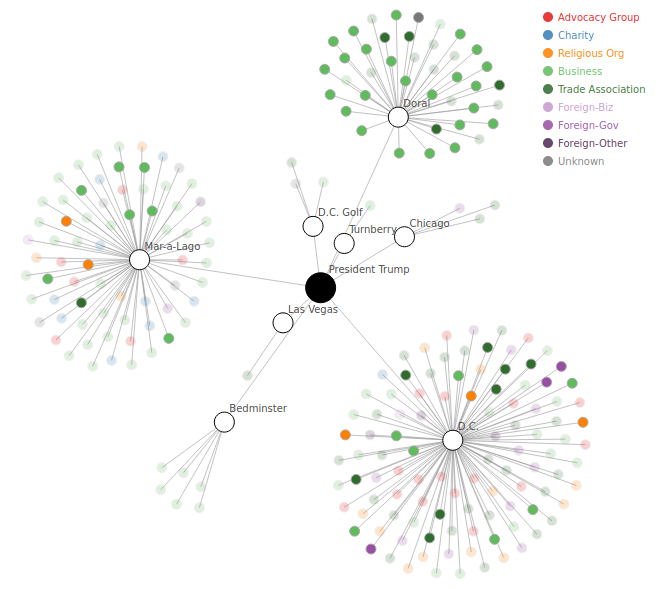 Advocacy Group
Charity
Religious Org
Business
Trade Association
Foreign-Biz
Foreign-Gov
Foreign-Other
Unknown
Doral
D.C. Golf
Turnberry
Chicago
Mar-a-Lago
President Trump
Las Vegas
Bedminster
D.C.